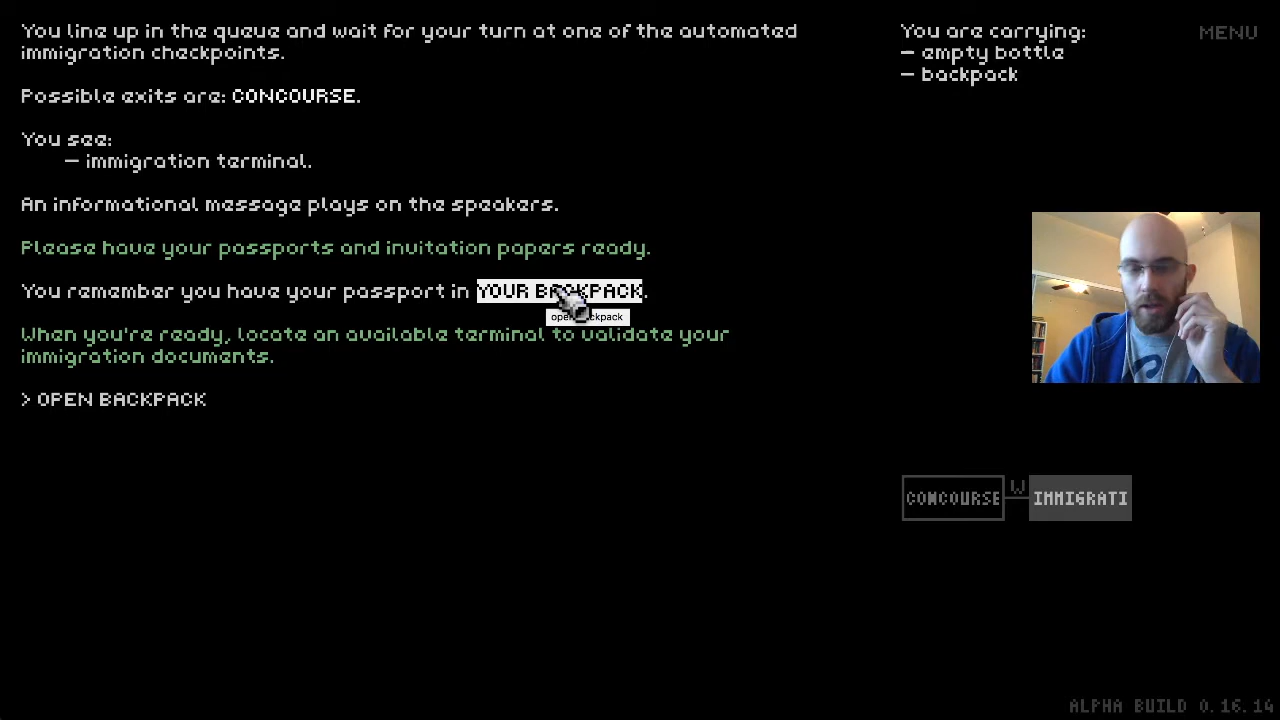 You line up in the queue and wait for your turn at one of the automated
immigration checkpoints.
Possible exits are: CONCOURSE.
You see:
– immigration terminal.
An informational message plays on the speakers.
Please have your passports and invitation papers ready.
You remember you have your passport in YOUR BACKPACK.
When you're ready, locate an available terminal to validate your
immigration documents.
> OPEN BACKPACK
You are carrying:
– empty bottle
– backpack
MENU
CONCOURSE W IMMIGRATI
ALPHA BUILD 0.16.14